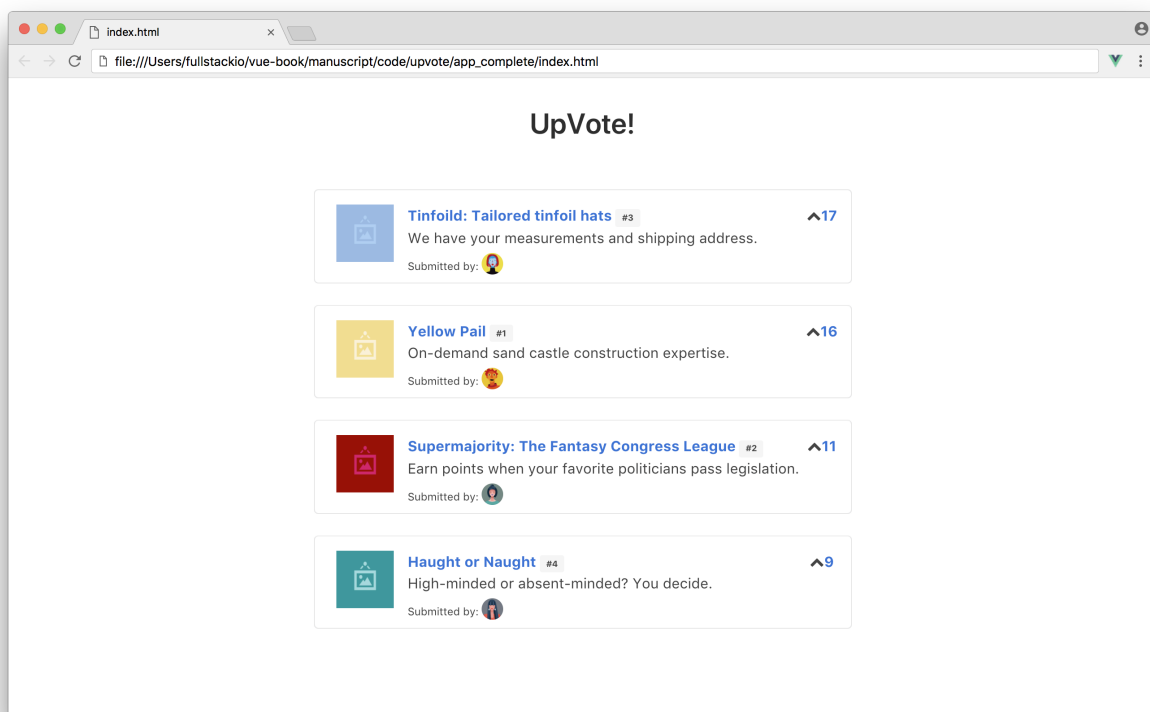 index.html
file:///Users/fullstackio/vue-book/manuscript/code/upvote/app_complete/index.html
UpVote!
Tinfoild: Tailored tinfoil hats #3 17
We have your measurements and shipping address.
Submitted by:
Yellow Pail #1 16
On-demand sand castle construction expertise.
Submitted by:
Supermajority: The Fantasy Congress League #2 11
Earn points when your favorite politicians pass legislation.
Submitted by:
Haught or Naught #4 9
High-minded or absent-minded? You decide.
Submitted by: